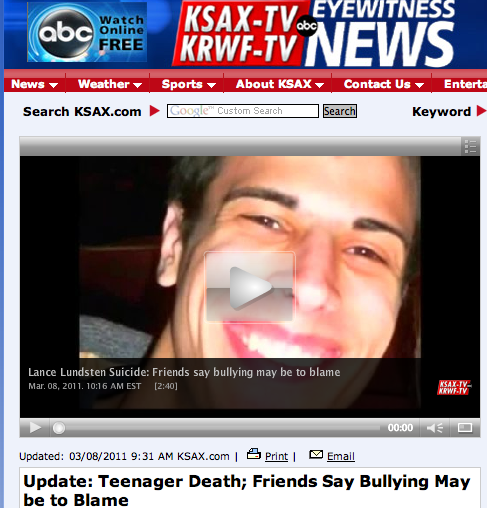 abc
Watch
Online
FREE
KSAX-TV
KRWF-TV
abc
EYEWITNESS
NEWS
News Weather Sports About KSAX Contact Us Enterta
Search KSAX.com Google™ Custom Search Search Keyword
Lance Lundsten Suicide: Friends say bullying may be to blame
Mar. 08, 2011. 10:16 AM EST [2:40]
KSAX-TV
KRWF-TV
00:00
Updated: 03/08/2011 9:31 AM KSAX.com | Print | Email
Update: Teenager Death; Friends Say Bullying May
be to Blame